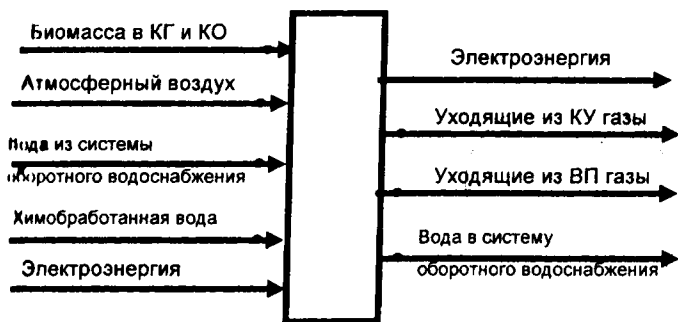 Биомасса в КГ и КО
Атмосферный воздух
Вода из системы
оборотного водоснабжения
Химобработанная вода
Электроэнергия
Электроэнергия
Уходящие из КУ газы
Уходящие из ВП газы
Вода в систему
оборотного водоснабжения